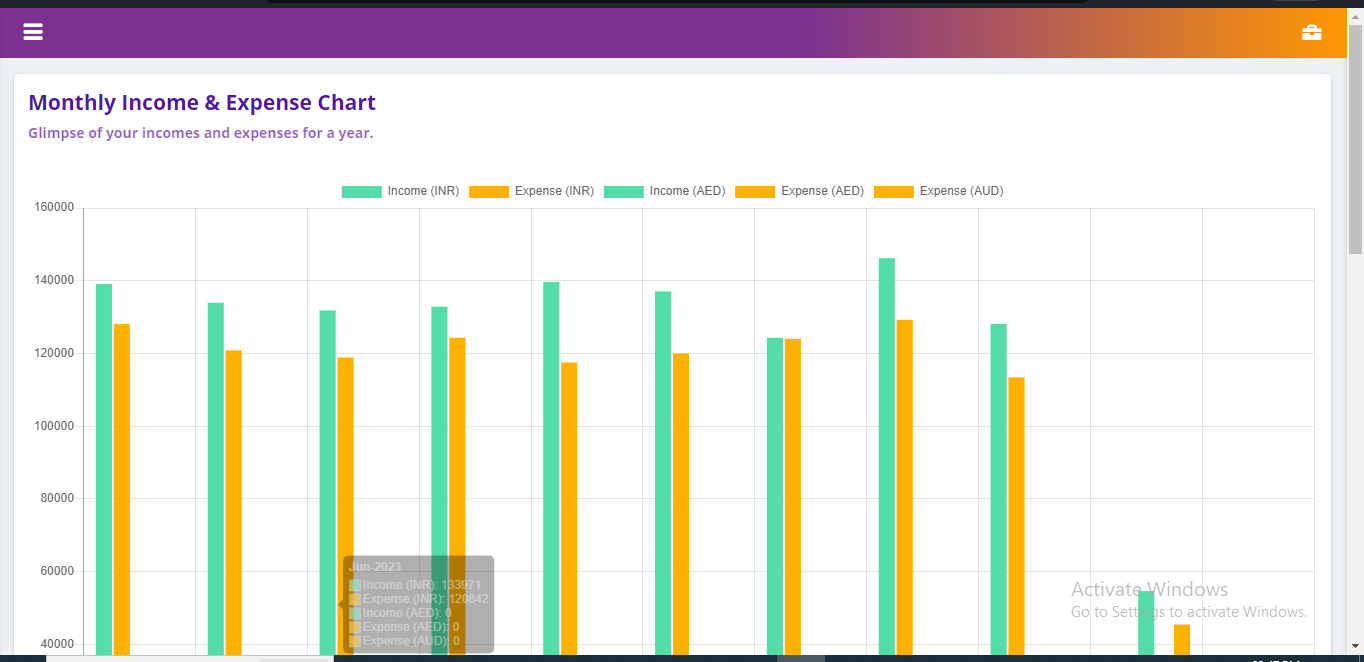 Monthly Income & Expense Chart
Glimpse of your incomes and expenses for a year.
Income (INR) Expense (INR) Income (AED) Expense (AED) Expense (AUD)
160000
140000
120000
100000
80000
60000
40000
Jun-2023
Income (INR): 133971
Expense (INR): 120842
Income (AED): 0
Expense (AED): 0
Expense (AUD): 0
Activate Windows
Go to Settings to activate Windows.